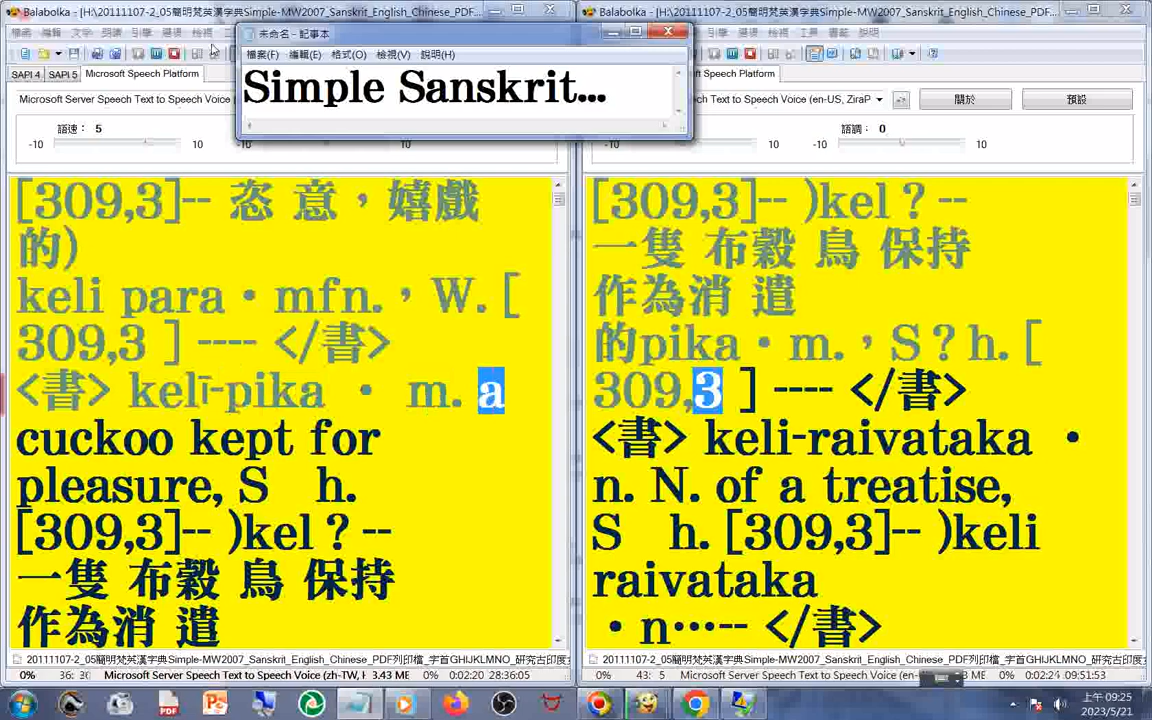 Balabolka - [H:\20111107-2_05簡明梵英漢字典Simple-MW2007_Sanskrit_English_Chinese_PDF...
Balabolka - [H:\20111107-2_05簡明梵英漢字典Simple-MW2007_Sanskrit_English_Chinese_PDF...
未命名 - 記事本
檔案(F) 編輯(E) 格式(O) 檢視(V) 說明(H)
Simple Sanskrit...
SAPI 4 SAPI 5 Microsoft Speech Platform
t Speech Platform
Microsoft Server Speech Text to Speech Voice (
ch Text to Speech Voice (en-US, ZiraP
關於
預設
語速： 5
-10 10 10
語調： 0
-10 10
[309,3]-- 恣 意，嬉戲
的)
keli para・mfn.，W. [
309,3 ] ---- </書>
<書> kelī-pika ・ m. a
cuckoo kept for
pleasure, S h.
[309,3]-- )kel？--
一隻 布穀 鳥 保持
作為消 遣
[309,3]-- )kel？--
一隻 布穀 鳥 保持
作為消 遣
的pika・m.，S？h. [
309,3 ] ---- </書>
<書> keli-raivataka ・
n. N. of a treatise,
S h. [309,3]-- )keli
raivataka
・n…-- </書>
20111107-2_05簡明梵英漢字典Simple-MW2007_Sanskrit_English_Chinese_PDF列印檔_字首GHIJKLMNO_研究古印度
20111107-2_05簡明梵英漢字典Simple-MW2007_Sanskrit_English_Chinese_PDF列印檔_字首GHIJKLMNO_研究古印度
0% 36: 30 Microsoft Server Speech Text to Speech Voice (zh-TW, H 3.43 ME 0% 0:02:20 28:36:05
0% 43: 5 Microsoft Server Speech Text to Speech Voice 0% 0:02:24 09:51:53
上午 09:25
2023/5/21